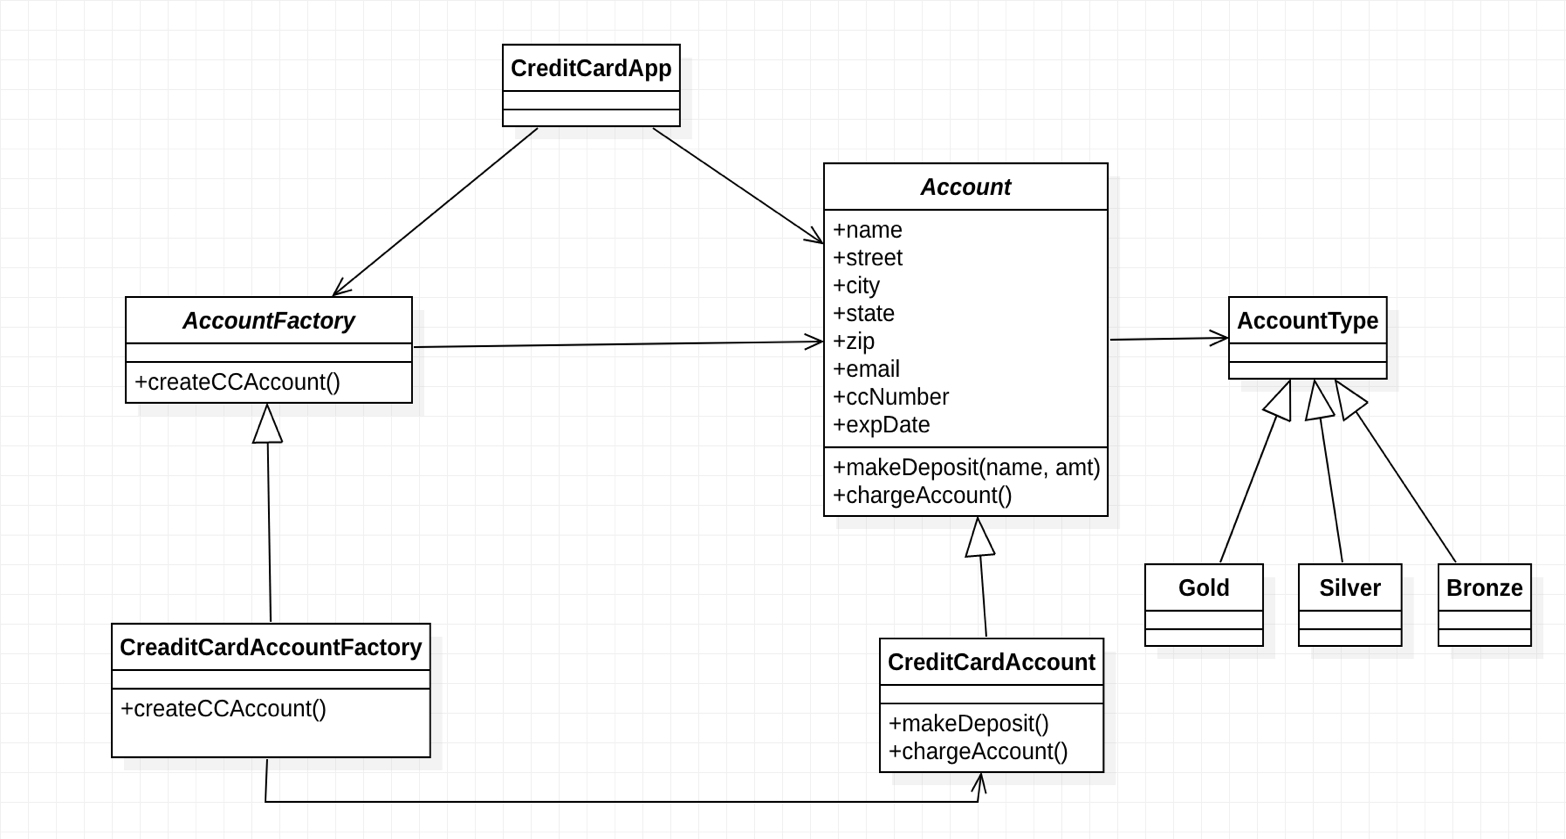 CreditCardApp
Account
+name
+street
+city
+state
+zip
+email
+ccNumber
+expDate
+makeDeposit(name, amt)
+chargeAccount()
AccountFactory
+createCCAccount()
AccountType
Gold
Silver
Bronze
CreaditCardAccountFactory
+createCCAccount()
CreditCardAccount
+makeDeposit()
+chargeAccount()